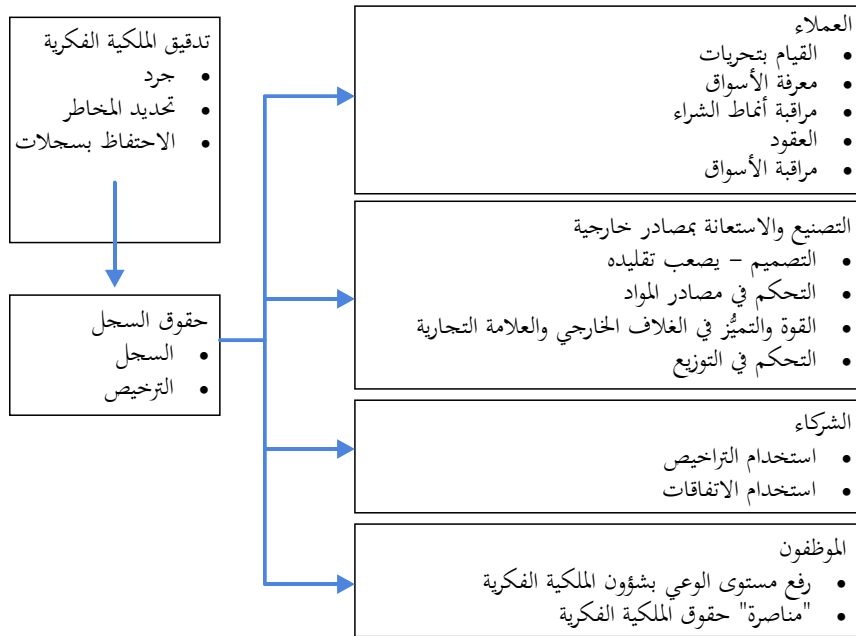 تدقيق الملكية الفكرية
• جرد
• تحديد المخاطر
• الاحتفاظ بسجلات
حقوق السجل
• السجل
• الترخيص
العملاء
• القيام بتحريات
• معرفة الأسواق
• مراقبة أنماط الشراء
• العقود
• مراقبة الأسواق
التصنيع والاستعانة بمصادر خارجية
• التصميم – يصعب تقليده
• التحكم في مصادر المواد
• القوة والتميُّز في الغلاف الخارجي والعلامة التجارية
• التحكم في التوزيع
الشركاء
• استخدام التراخيص
• استخدام الاتفاقات
الموظفون
• رفع مستوى الوعي بشؤون الملكية الفكرية
• "مناصرة" حقوق الملكية الفكرية